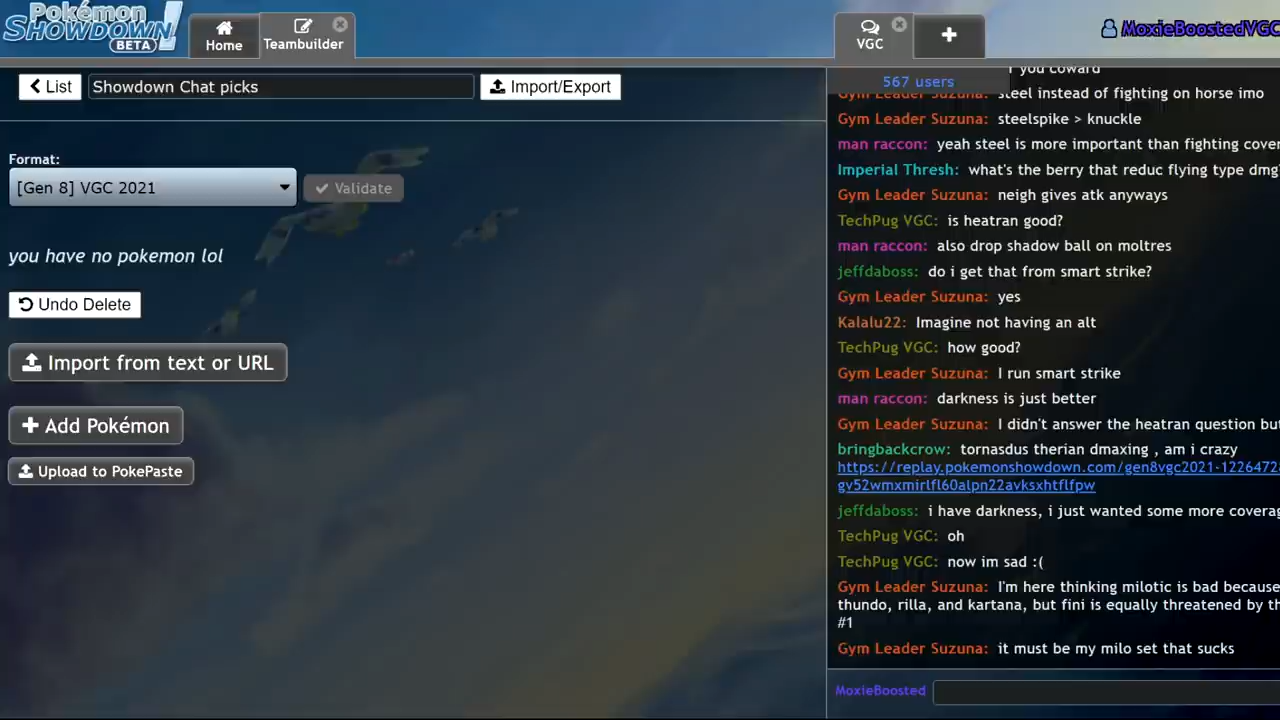 Pokémon
SHOWDOWN!
BETA
Home
Teambuilder
VGC
MoxieBoostedVGC
List
Showdown Chat picks
Import/Export
Format:
[Gen 8] VGC 2021
Validate
you have no pokemon lol
Undo Delete
Import from text or URL
Add Pokémon
Upload to PokePaste
567 users
you coward
Gym Leader Suzuna: steel instead of fighting on horse imo
Gym Leader Suzuna: steelspike > knuckle
man raccon: yeah steel is more important than fighting cover
Imperial Thresh: what's the berry that reduc flying type dmg
Gym Leader Suzuna: neigh gives atk anyways
TechPug VGC: is heatran good?
man raccon: also drop shadow ball on moltres
jeffdaboss: do i get that from smart strike?
Gym Leader Suzuna: yes
Kalalu22: Imagine not having an alt
TechPug VGC: how good?
Gym Leader Suzuna: I run smart strike
man raccon: darkness is just better
Gym Leader Suzuna: I didn't answer the heatran question but
bringbackcrow: tornasdus therian dmaxing , am i crazy
https://replay.pokemonshowdown.com/gen8vgc2021-1226472
gv52wmxmirlfl60alpn22avksxhtflfpw
jeffdaboss: i have darkness, i just wanted some more coverag
TechPug VGC: oh
TechPug VGC: now im sad :(
Gym Leader Suzuna: I'm here thinking milotic is bad because
thundo, rilla, and kartana, but fini is equally threatened by th
#1
Gym Leader Suzuna: it must be my milo set that sucks
MoxieBoosted